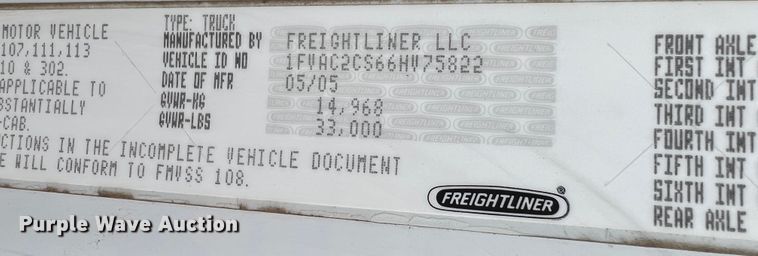 MOTOR VEHICLE
107,111,113
10 & 302.
APPLICABLE TO
BSTANTIALLY
-CAB.
CTIONS IN THE INCOMPLETE VEHICLE DOCUMENT
E WILL CONFORM TO FMVSS 108.
TYPE: TRUCK
MANUFACTURED BY FREIGHTLINER LLC
VEHICLE ID NO 1FVAC2CS66HV75822
DATE OF MFR 05/05
GVWR-KG 14,968
GVWR-LBS 33,000
FREIGHTLINER®
FRONT AXLE
FIRST INT
SECOND INT
THIRD INT
FOURTH INT
FIFTH INT
SIXTH INT
REAR AXLE
Purple Wave Auction